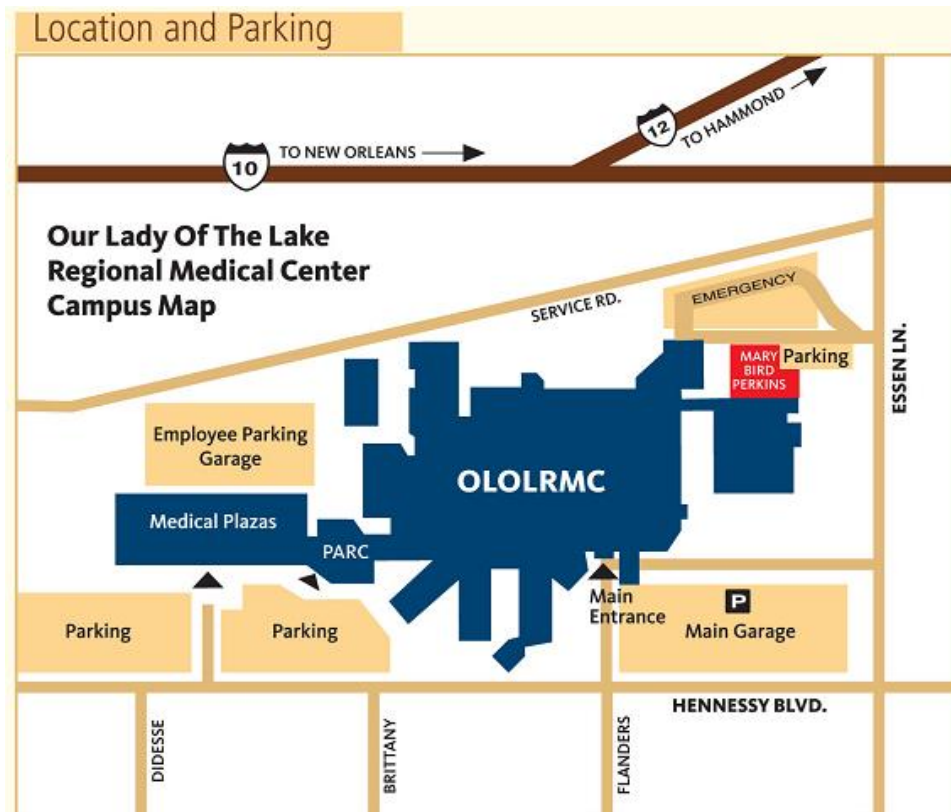 Location and Parking
12
TO HAMMOND
10
TO NEW ORLEANS
Our Lady Of The Lake
Regional Medical Center
Campus Map
SERVICE RD.
EMERGENCY
MARY
BIRD
PERKINS
Parking
ESSEN LN.
Employee Parking
Garage
OLOLRMC
Medical Plazas
PARC
Main
Entrance
P
Main Garage
Parking
Parking
HENNESSY BLVD.
DIDESSE
BRITTANY
FLANDERS